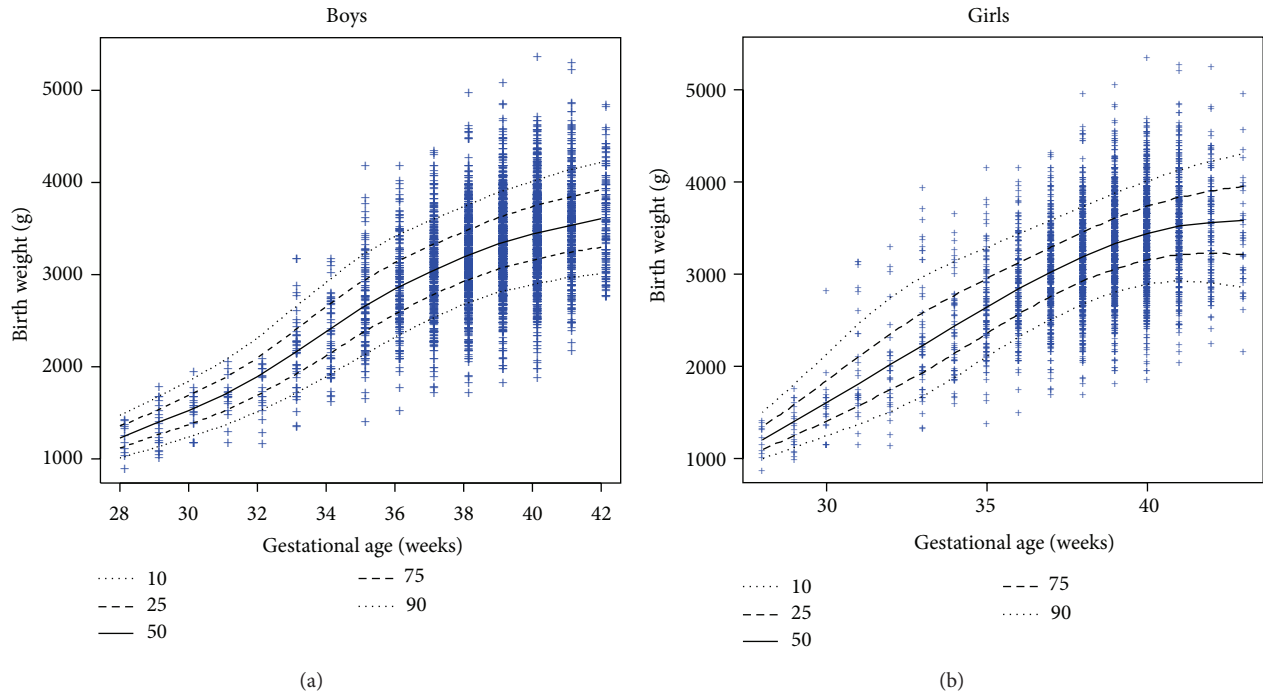 Boys
Birth weight (g)
5000
4000
3000
2000
1000
28 30 32 34 36 38 40 42
Gestational age (weeks)
10 75
25 90
50
(a)
Girls
Birth weight (g)
5000
4000
3000
2000
1000
30 35 40
Gestational age (weeks)
10 75
25 90
50
(b)